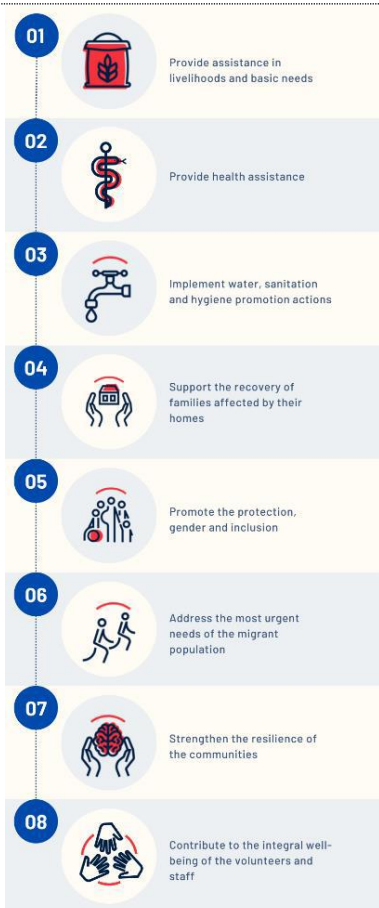 01
Provide assistance in
livelihoods and basic needs
02
Provide health assistance
03
Implement water, sanitation
and hygiene promotion actions
04
Support the recovery of
families affected by their
homes
05
Promote the protection,
gender and inclusion
06
Address the most urgent
needs of the migrant
population
07
Strengthen the resilience of
the communities
08
Contribute to the integral well-
being of the volunteers and
staff